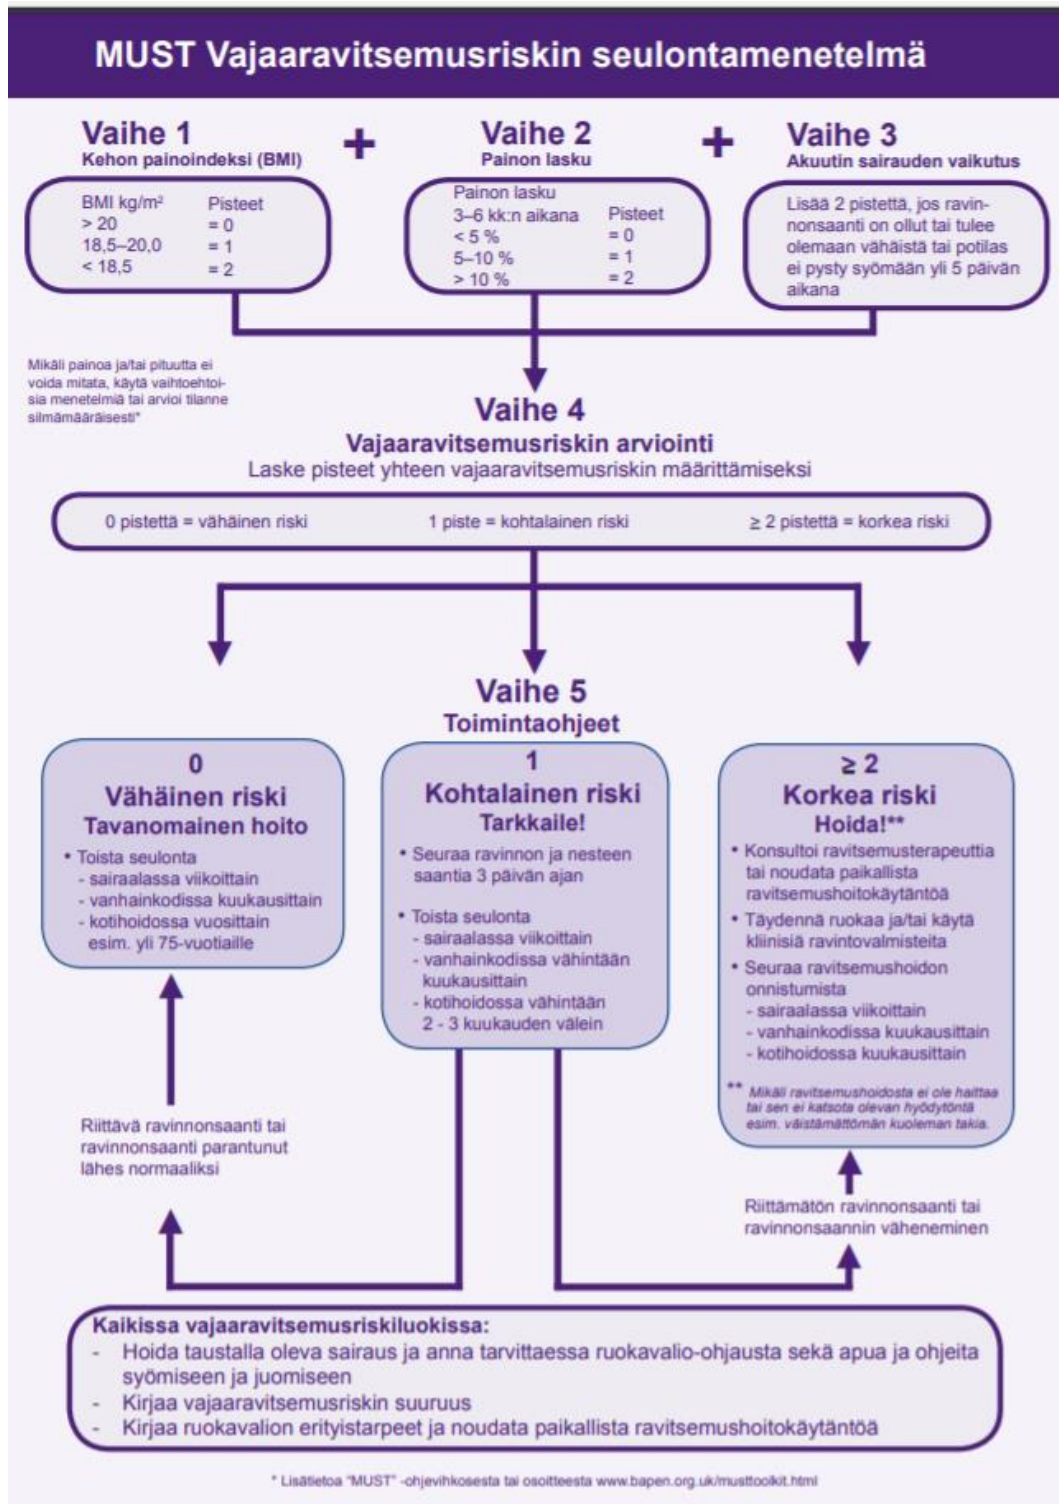 MUST Vajaaravitsemusriskin seulontamenetelmä
Vaihe 1
Kehon painoindeksi (BMI)
BMI kg/m² Pisteet
> 20 = 0
18,5–20,0 = 1
< 18,5 = 2
+
Vaihe 2
Painon lasku
Painon lasku
3–6 kk:n aikana Pisteet
< 5 % = 0
5–10 % = 1
> 10 % = 2
+
Vaihe 3
Akuutin sairauden vaikutus
Lisää 2 pistettä, jos ravin-
nonsaanti on ollut tai tulee
olemaan vähäistä tai potilas
ei pysty syömään yli 5 päivän
aikana
Mikäli painoa ja/tai pituutta ei
voida mitata, käytä vaihtoehtoi-
sia menetelmiä tai arvioi tilanne
silmämääräisesti*
Vaihe 4
Vajaaravitsemusriskin arviointi
Laske pisteet yhteen vajaaravitsemusriskin määrittämiseksi
0 pistettä = vähäinen riski 1 piste = kohtalainen riski ≥ 2 pistettä = korkea riski
Vaihe 5
Toimintaohjeet
0
Vähäinen riski
Tavanomainen hoito
• Toista seulonta
- sairaalassa viikoittain
- vanhainkodissa kuukausittain
- kotihoidossa vuosittain
esim. yli 75-vuotiaille
1
Kohtalainen riski
Tarkkaile!
• Seuraa ravinnon ja nesteen
saantia 3 päivän ajan
• Toista seulonta
- sairaalassa viikoittain
- vanhainkodissa vähintään
kuukausittain
- kotihoidossa vähintään
2 - 3 kuukauden välein
≥ 2
Korkea riski
Hoida!**
• Konsultoi ravitsemusterapeuttia
tai noudata paikallista
ravitsemushoitokäytäntöä
• Täydennä ruokaa ja/tai käytä
kliinisiä ravintovalmisteita
• Seuraa ravitsemushoidon
onnistumista
- sairaalassa viikoittain
- vanhainkodissa kuukausittain
- kotihoidossa kuukausittain
** Mikäli ravitsemushoidosta ei ole haittaa
tai sen ei katsota olevan hyödytöntä
esim. väistämättömän kuoleman takia.
Riittävä ravinnonsaanti tai
ravinnonsaanti parantunut
lähes normaaliksi
Riittämätön ravinnonsaanti tai
ravinnonsaannin väheneminen
Kaikissa vajaaravitsemusriskiluokissa:
- Hoida taustalla oleva sairaus ja anna tarvittaessa ruokavalio-ohjausta sekä apua ja ohjeita
syömiseen ja juomiseen
- Kirjaa vajaaravitsemusriskin suuruus
- Kirjaa ruokavalion erityistarpeet ja noudata paikallista ravitsemushoitokäytäntöä
* Lisätietoa "MUST" -ohjevihkosesta tai osoitteesta www.bapen.org.uk/musttoolkit.html